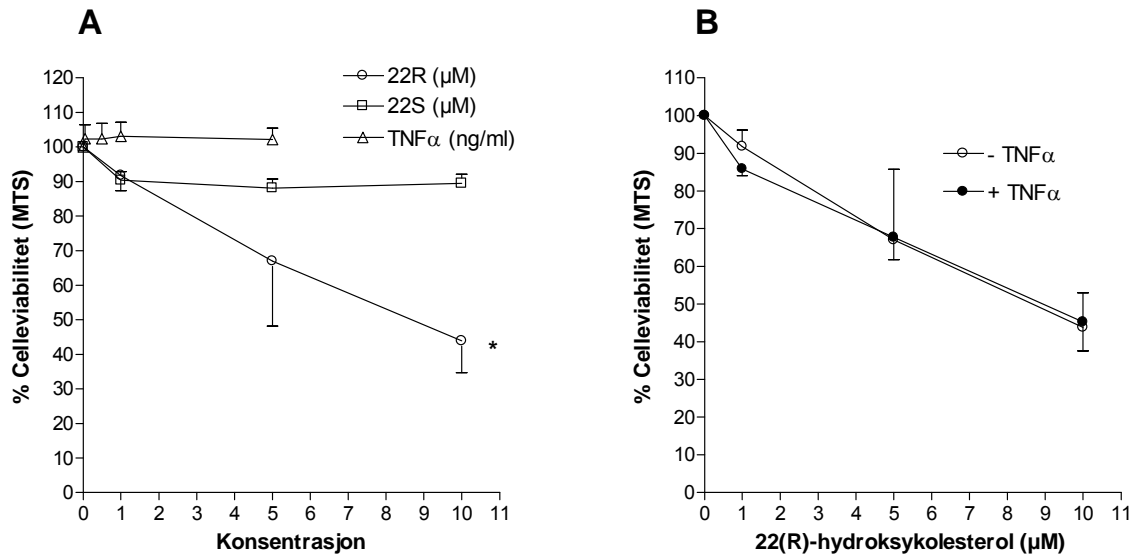 A
22R (µM)
22S (µM)
TNFα (ng/ml)
120
110
100
90
80
70
60
50
40
30
20
10
0
% Celleviabilitet (MTS)
*
0 1 2 3 4 5 6 7 8 9 10 11
Konsentrasjon
B
- TNFα
+ TNFα
110
100
90
80
70
60
50
40
30
20
10
0
% Celleviabilitet (MTS)
0 1 2 3 4 5 6 7 8 9 10 11
22(R)-hydroksykolesterol (µM)